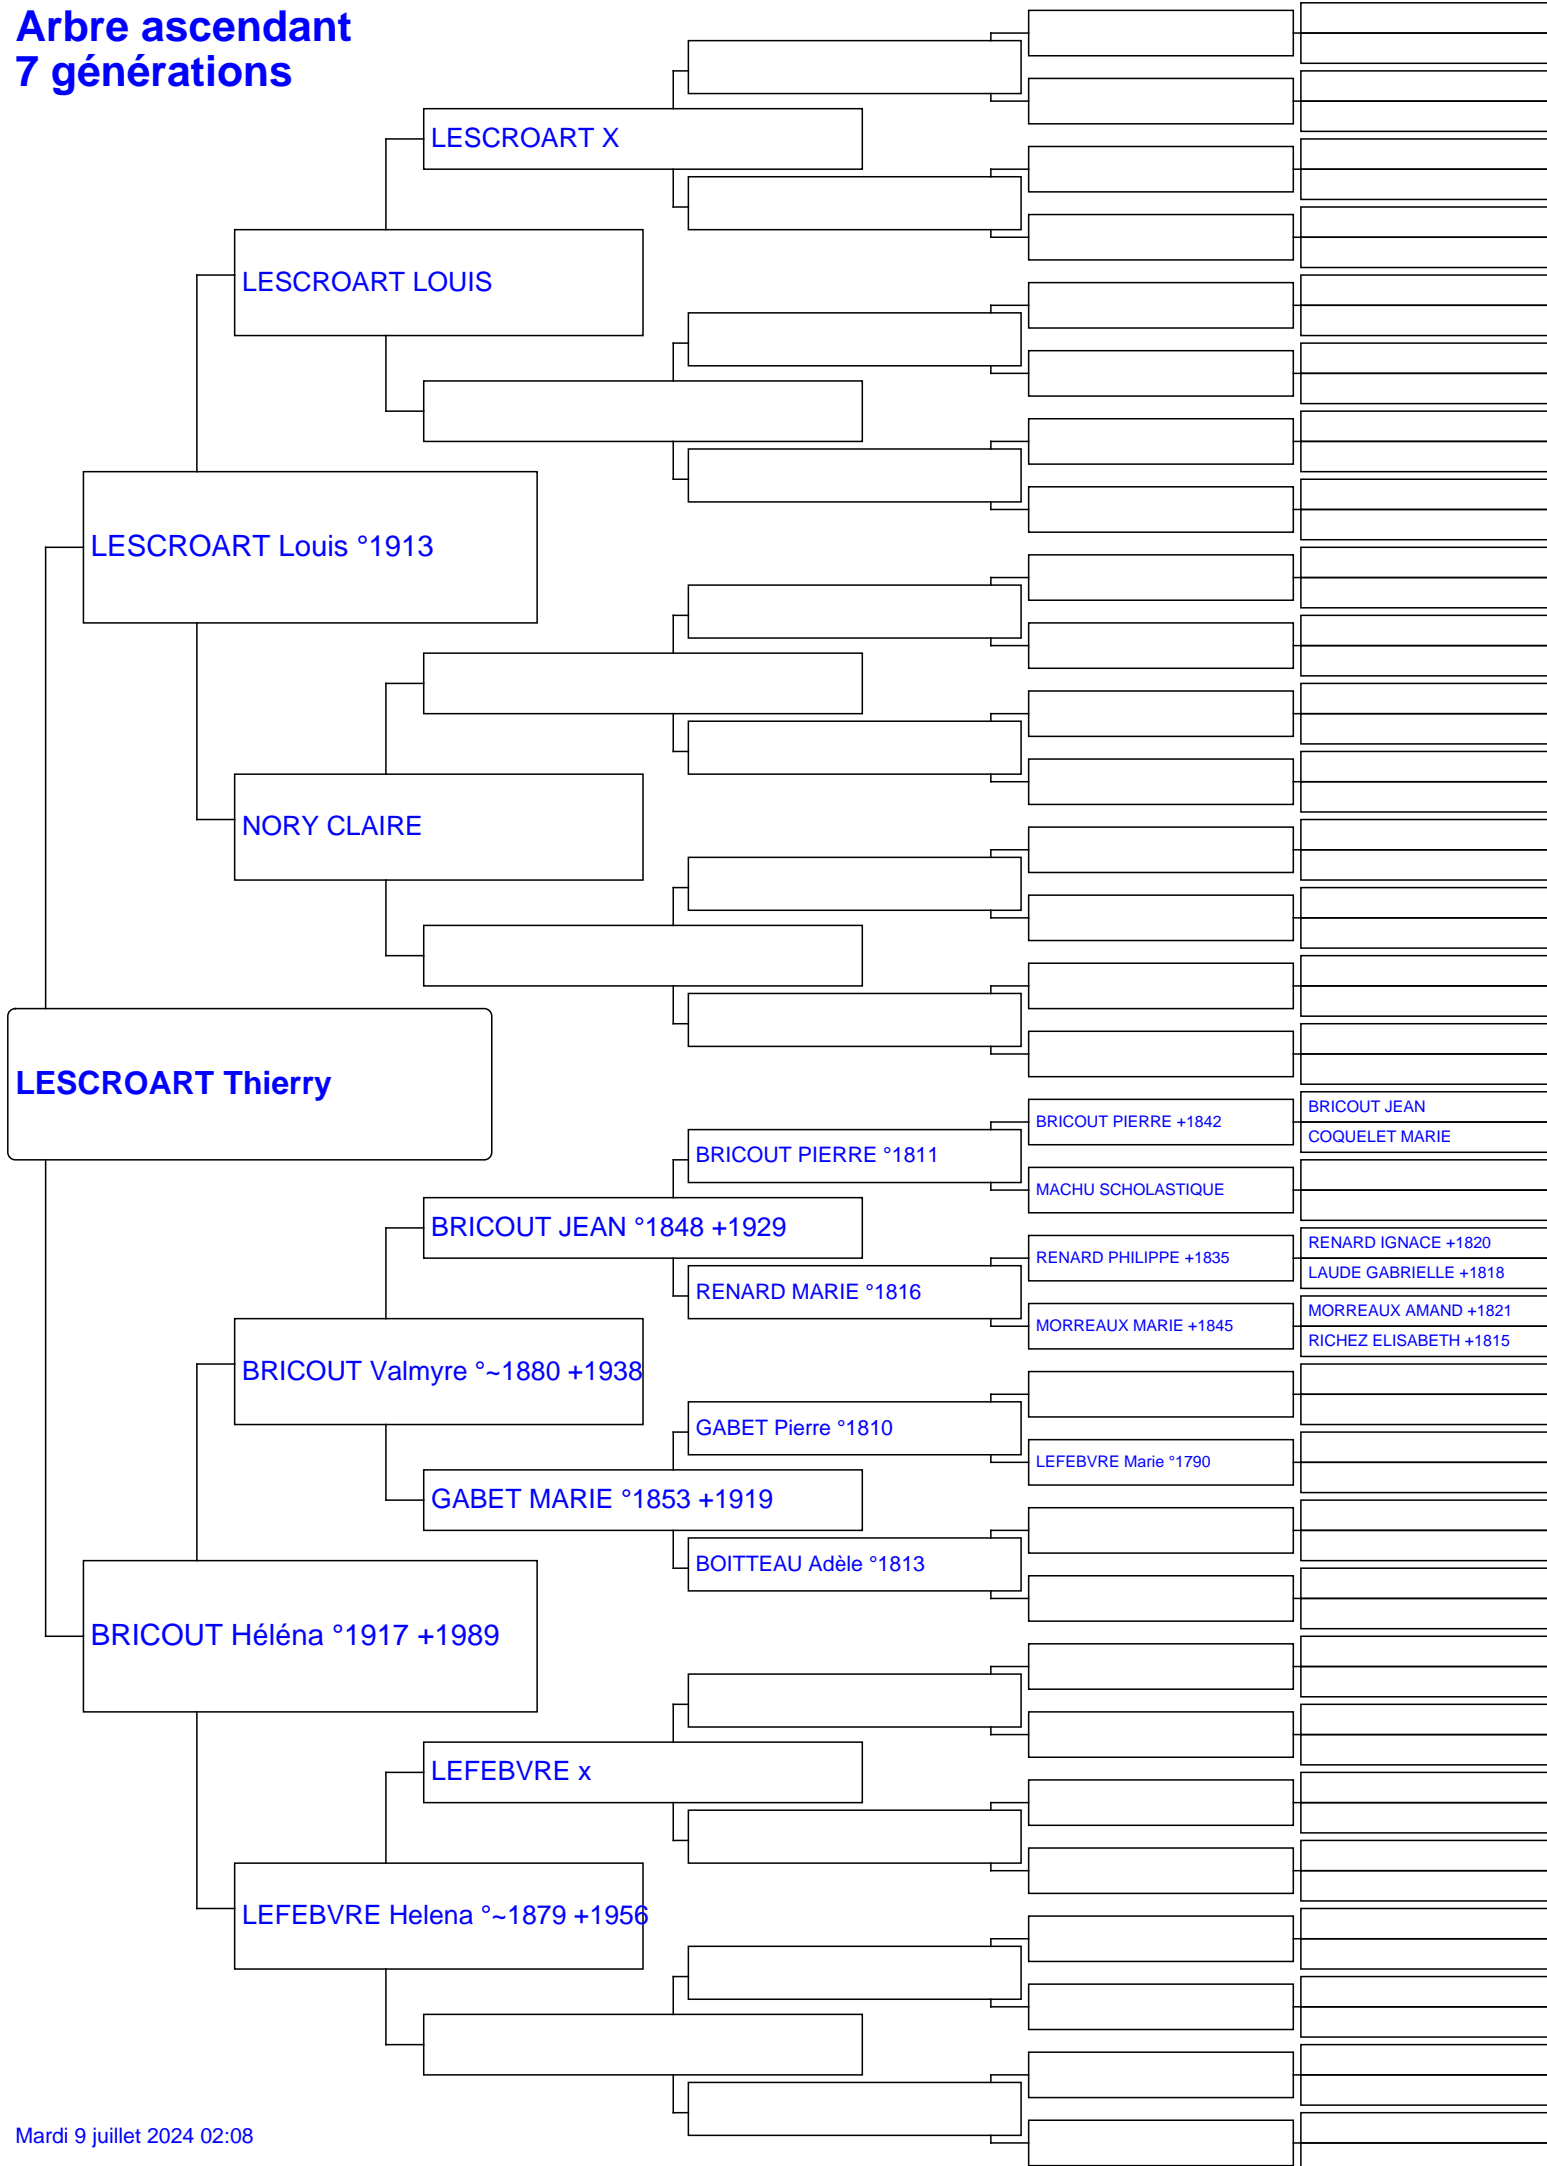 Arbre ascendant
7 générations
LESCROART X
LESCROART LOUIS
LESCROART Louis °1913
NORY CLAIRE
LESCROART Thierry
BRICOUT JEAN
BRICOUT PIERRE +1842
COQUELET MARIE
BRICOUT PIERRE °1811
MACHU SCHOLASTIQUE
BRICOUT JEAN °1848 +1929
RENARD IGNACE +1820
RENARD PHILIPPE +1835
LAUDE GABRIELLE +1818
RENARD MARIE °1816
MORREAUX AMAND +1821
MORREAUX MARIE +1845
RICHEZ ELISABETH +1815
BRICOUT Valmyre °~1880 +1938
GABET Pierre °1810
LEFEBVRE Marie °1790
GABET MARIE °1853 +1919
BOITTEAU Adèle °1813
BRICOUT Héléna °1917 +1989
LEFEBVRE x
LEFEBVRE Helena °~1879 +1956
Mardi 9 juillet 2024 02:08